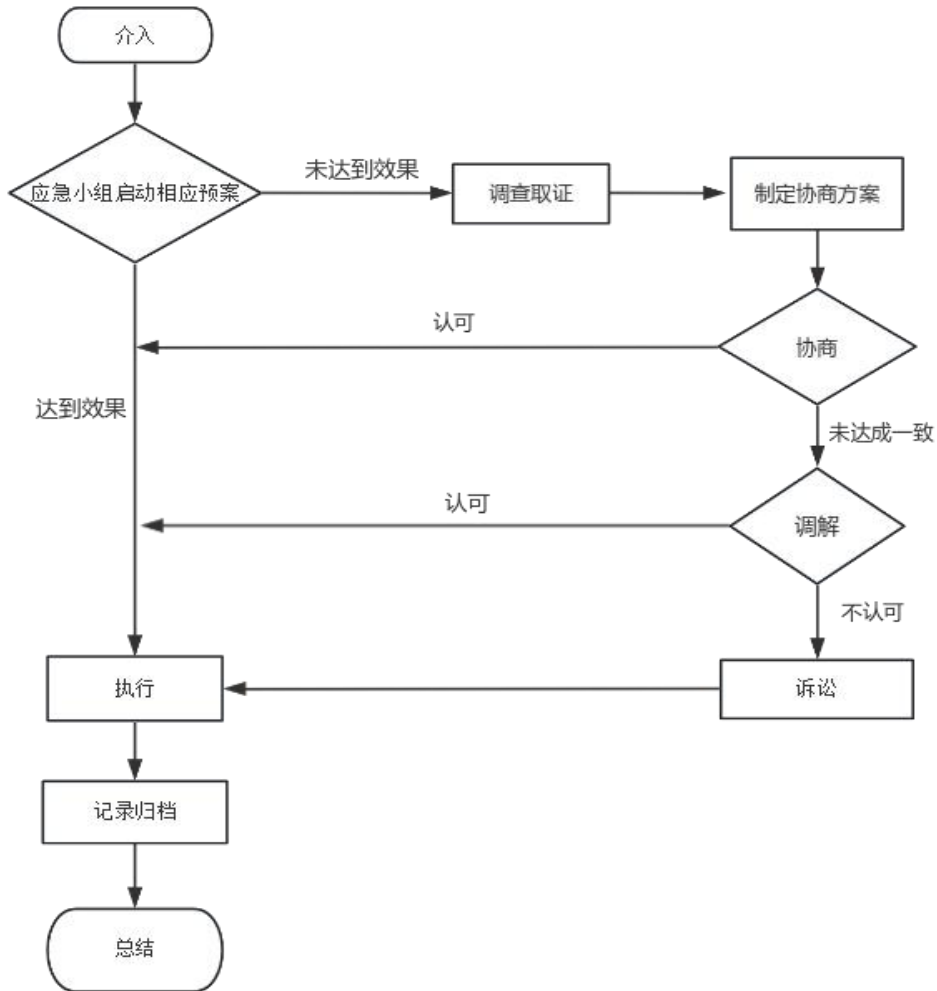 介入
应急小组启动相应预案
未达到效果
调查取证
制定协商方案
认可
协商
达到效果
未达成一致
认可
调解
不认可
执行
诉讼
记录归档
总结